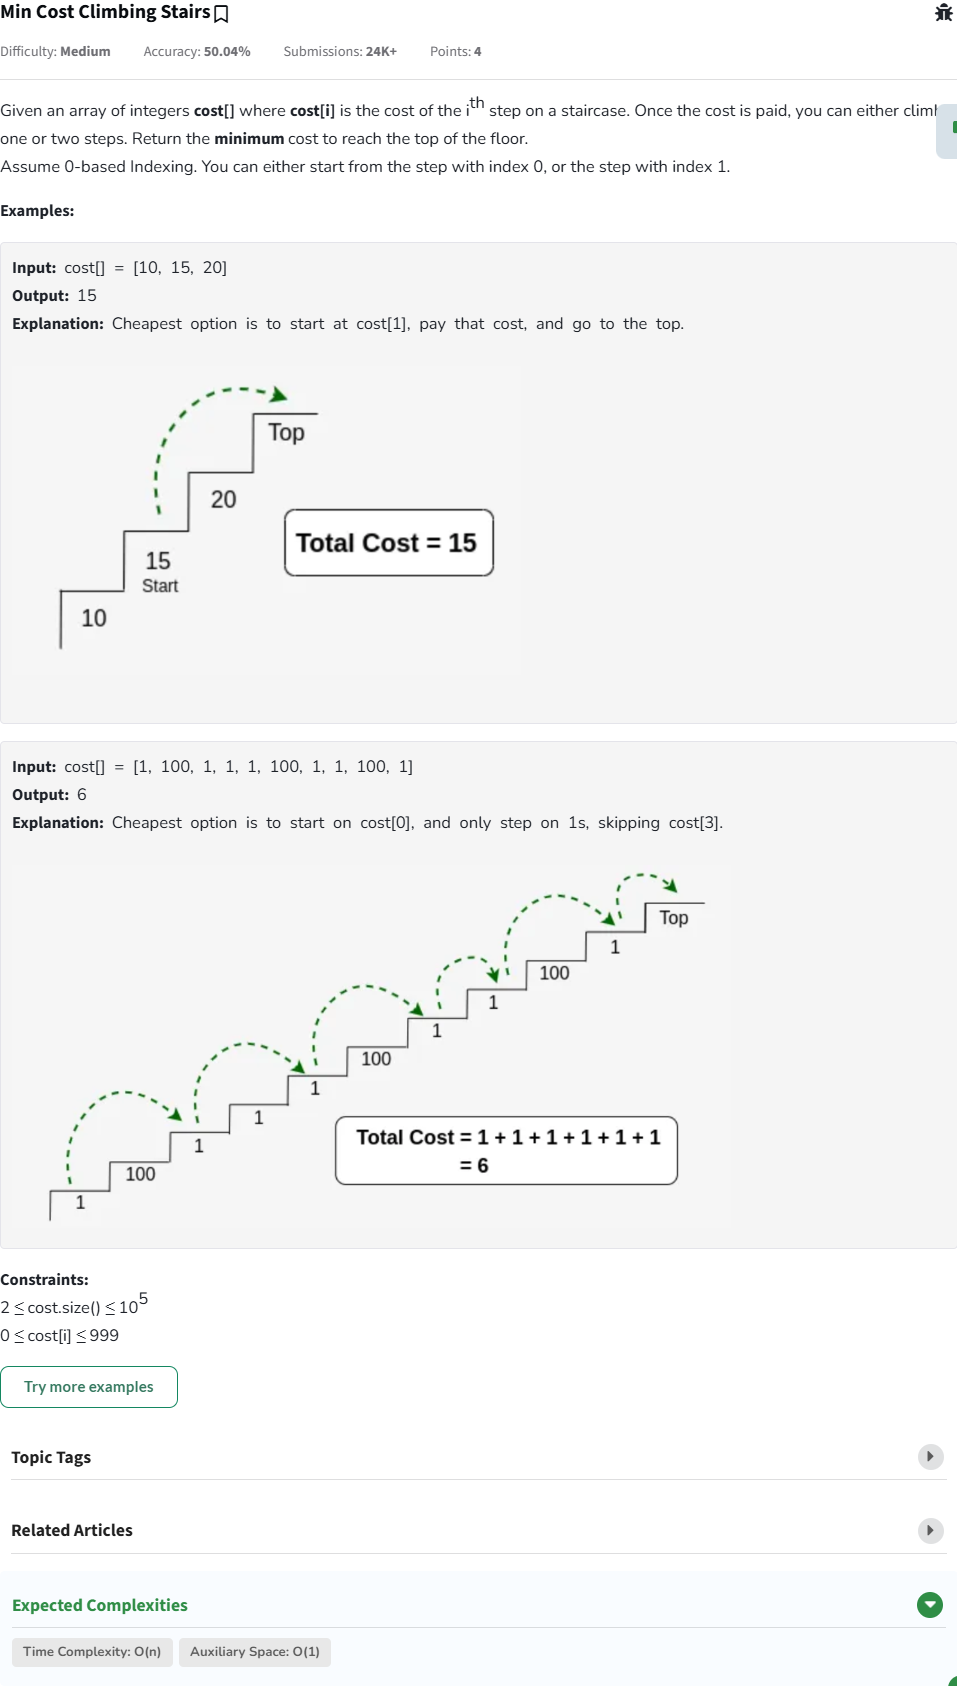 Min Cost Climbing Stairs
Difficulty: Medium Accuracy: 50.04% Submissions: 24K+ Points: 4
Given an array of integers cost[] where cost[i] is the cost of the ith step on a staircase. Once the cost is paid, you can either climb
one or two steps. Return the minimum cost to reach the top of the floor.
Assume 0-based Indexing. You can either start from the step with index 0, or the step with index 1.
Examples:
Input: cost[] = [10, 15, 20]
Output: 15
Explanation: Cheapest option is to start at cost[1], pay that cost, and go to the top.
Top
20
Total Cost = 15
15
Start
10
Input: cost[] = [1, 100, 1, 1, 1, 100, 1, 1, 100, 1]
Output: 6
Explanation: Cheapest option is to start on cost[0], and only step on 1s, skipping cost[3].
Top
1
100
1
1
100
1
1
1
100
1
Total Cost = 1 + 1 + 1 + 1 + 1 + 1
= 6
Constraints:
2 ≤ cost.size() ≤ 10^5
0 ≤ cost[i] ≤ 999
Try more examples
Topic Tags
Related Articles
Expected Complexities
Time Complexity: O(n) Auxiliary Space: O(1)